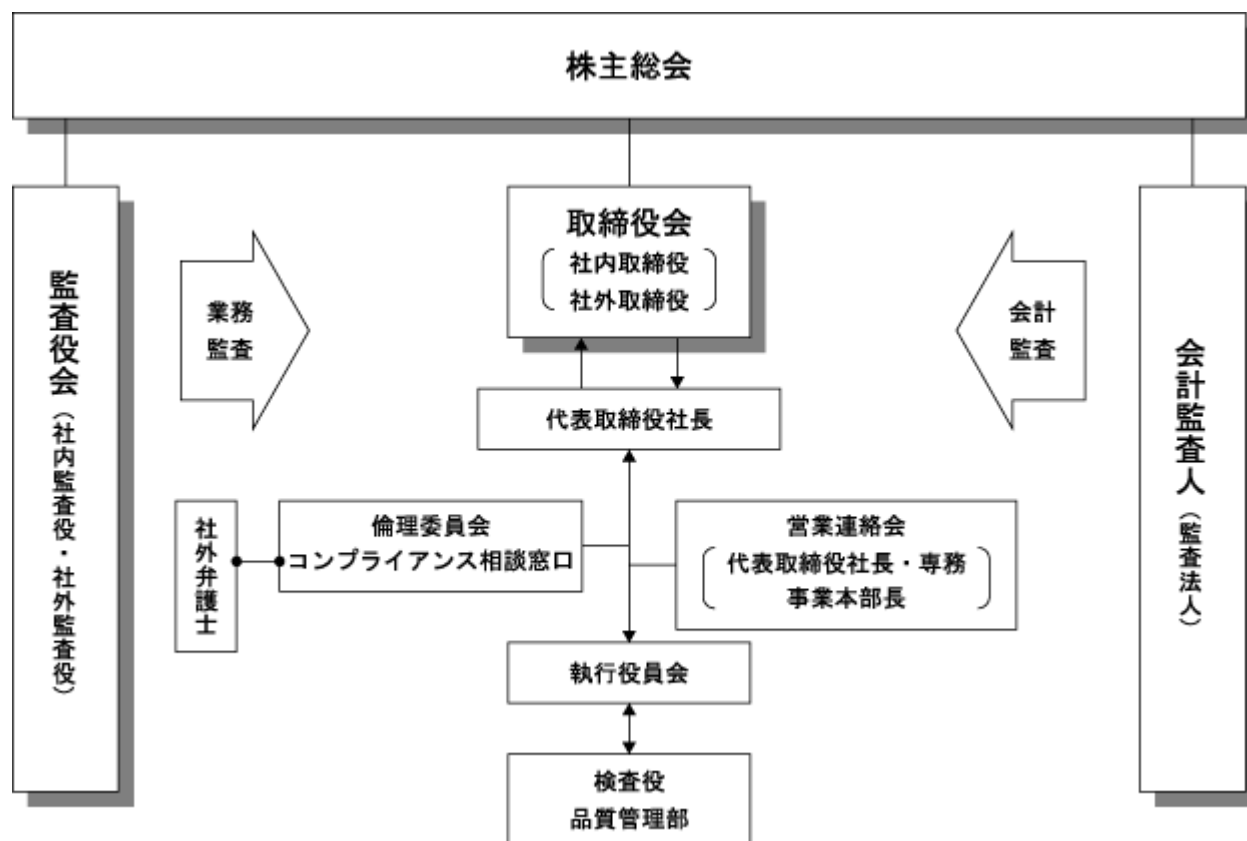 株主総会
監査役会（社内監査役・社外監査役）
業務
監査
取締役会
社内取締役
社外取締役
会計
監査
会計監査人（監査法人）
代表取締役社長
社外弁護士
倫理委員会
コンプライアンス相談窓口
営業連絡会
代表取締役社長・専務
事業本部長
執行役員会
検査役
品質管理部